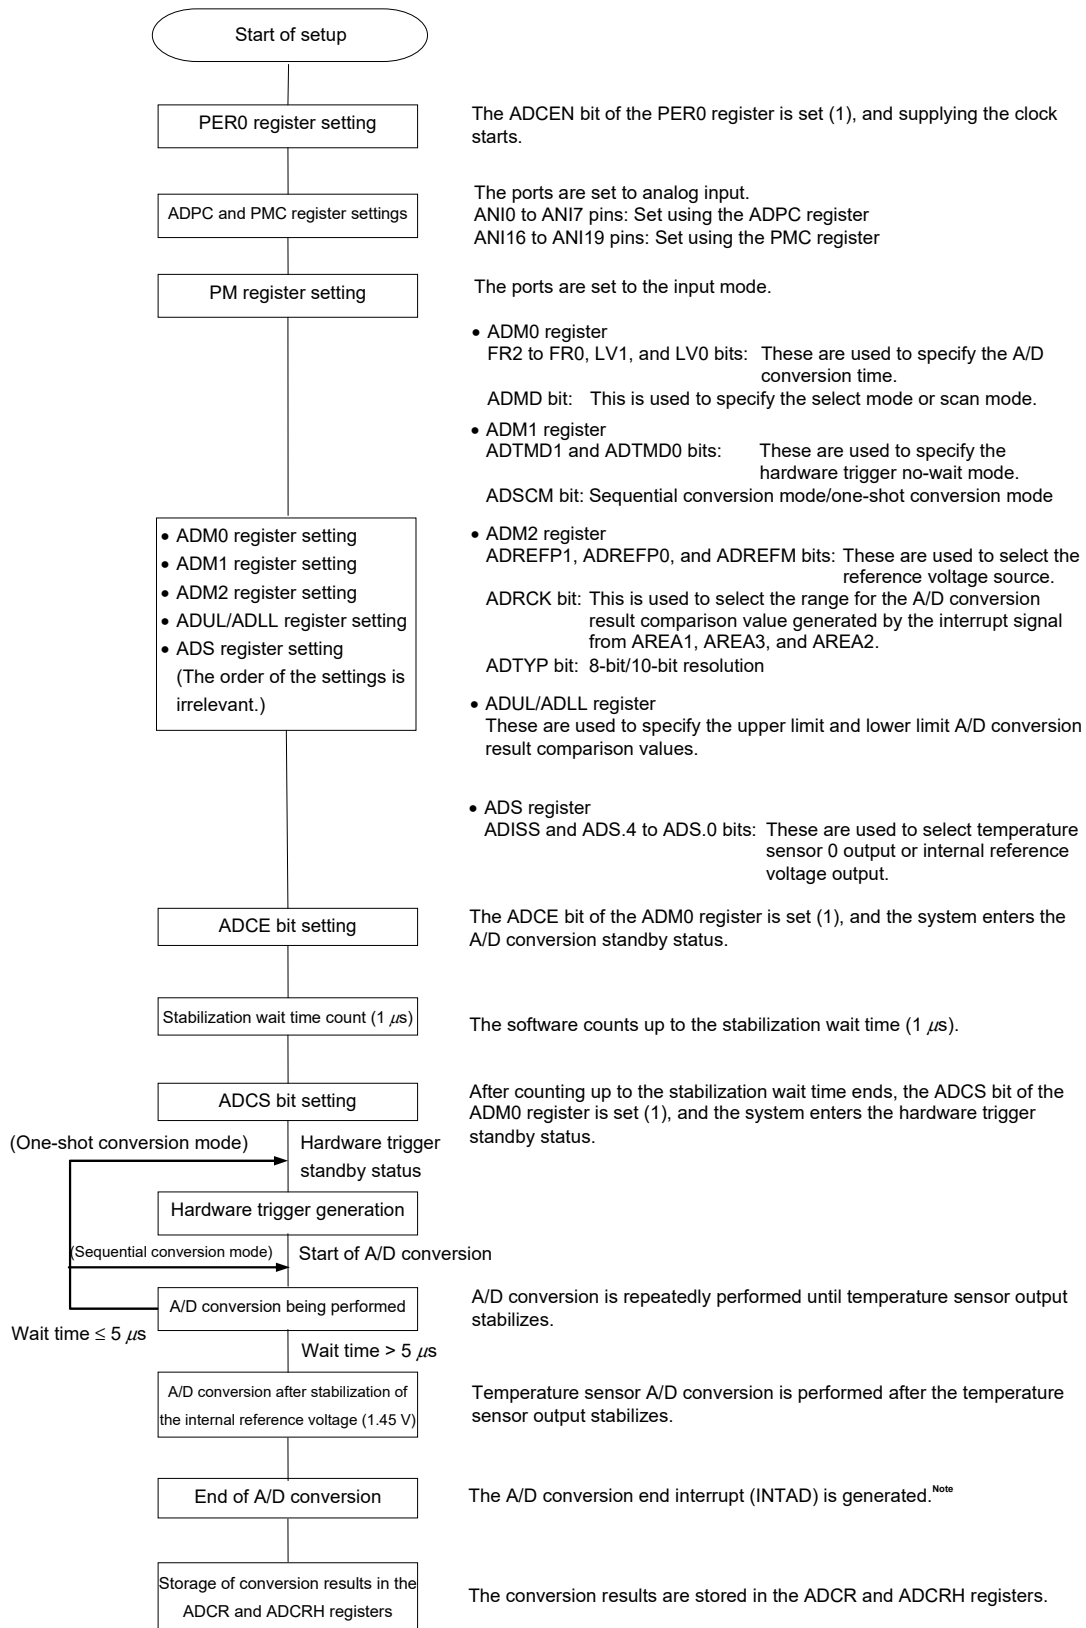 Start of setup
PER0 register setting
The ADCEN bit of the PER0 register is set (1), and supplying the clock
starts.
ADPC and PMC register settings
The ports are set to analog input.
ANI0 to ANI7 pins: Set using the ADPC register
ANI16 to ANI19 pins: Set using the PMC register
PM register setting
The ports are set to the input mode.
• ADM0 register
FR2 to FR0, LV1, and LV0 bits: These are used to specify the A/D
conversion time.
ADMD bit: This is used to specify the select mode or scan mode.
• ADM1 register
ADTMD1 and ADTMD0 bits: These are used to specify the
hardware trigger no-wait mode.
ADSCM bit: Sequential conversion mode/one-shot conversion mode
• ADM0 register setting
• ADM1 register setting
• ADM2 register setting
• ADUL/ADLL register setting
• ADS register setting
(The order of the settings is
irrelevant.)
• ADM2 register
ADREFP1, ADREFP0, and ADREFM bits: These are used to select the
reference voltage source.
ADRCK bit: This is used to select the range for the A/D conversion
result comparison value generated by the interrupt signal
from AREA1, AREA3, and AREA2.
ADTYP bit: 8-bit/10-bit resolution
• ADUL/ADLL register
These are used to specify the upper limit and lower limit A/D conversion
result comparison values.
• ADS register
ADISS and ADS.4 to ADS.0 bits: These are used to select temperature
sensor 0 output or internal reference
voltage output.
ADCE bit setting
The ADCE bit of the ADM0 register is set (1), and the system enters the
A/D conversion standby status.
Stabilization wait time count (1 μs)
The software counts up to the stabilization wait time (1 μs).
ADCS bit setting
After counting up to the stabilization wait time ends, the ADCS bit of the
ADM0 register is set (1), and the system enters the hardware trigger
standby status.
(One-shot conversion mode)
Hardware trigger
standby status
Hardware trigger generation
(Sequential conversion mode)
Start of A/D conversion
A/D conversion being performed
A/D conversion is repeatedly performed until temperature sensor output
stabilizes.
Wait time ≤ 5 μs
Wait time > 5 μs
A/D conversion after stabilization of
the internal reference voltage (1.45 V)
Temperature sensor A/D conversion is performed after the temperature
sensor output stabilizes.
End of A/D conversion
The A/D conversion end interrupt (INTAD) is generated.Note
Storage of conversion results in the
ADCR and ADCRH registers
The conversion results are stored in the ADCR and ADCRH registers.